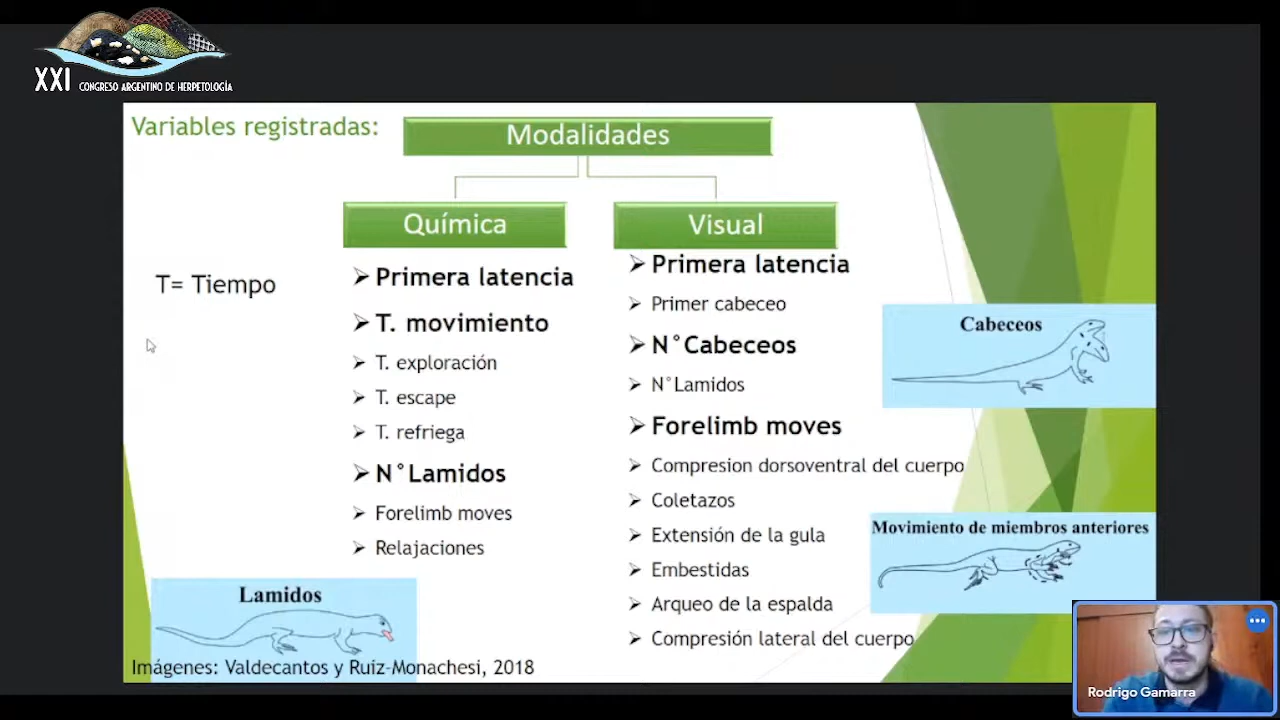 XXI CONGRESO ARGENTINO DE HERPETOLOGÍA
Variables registradas:
Modalidades
Química
Visual
T= Tiempo
Primera latencia
T. movimiento
T. exploración
T. escape
T. refriega
N°Lamidos
Forelimb moves
Relajaciones
Primera latencia
Primer cabeceo
N°Cabeceos
N°Lamidos
Forelimb moves
Compresion dorsoventral del cuerpo
Coletazos
Extensión de la gula
Embestidas
Arqueo de la espalda
Compresión lateral del cuerpo
Cabeceos
Movimiento de miembros anteriores
Lamidos
Imágenes: Valdecantos y Ruiz-Monachesi, 2018
Rodrigo Gamarra